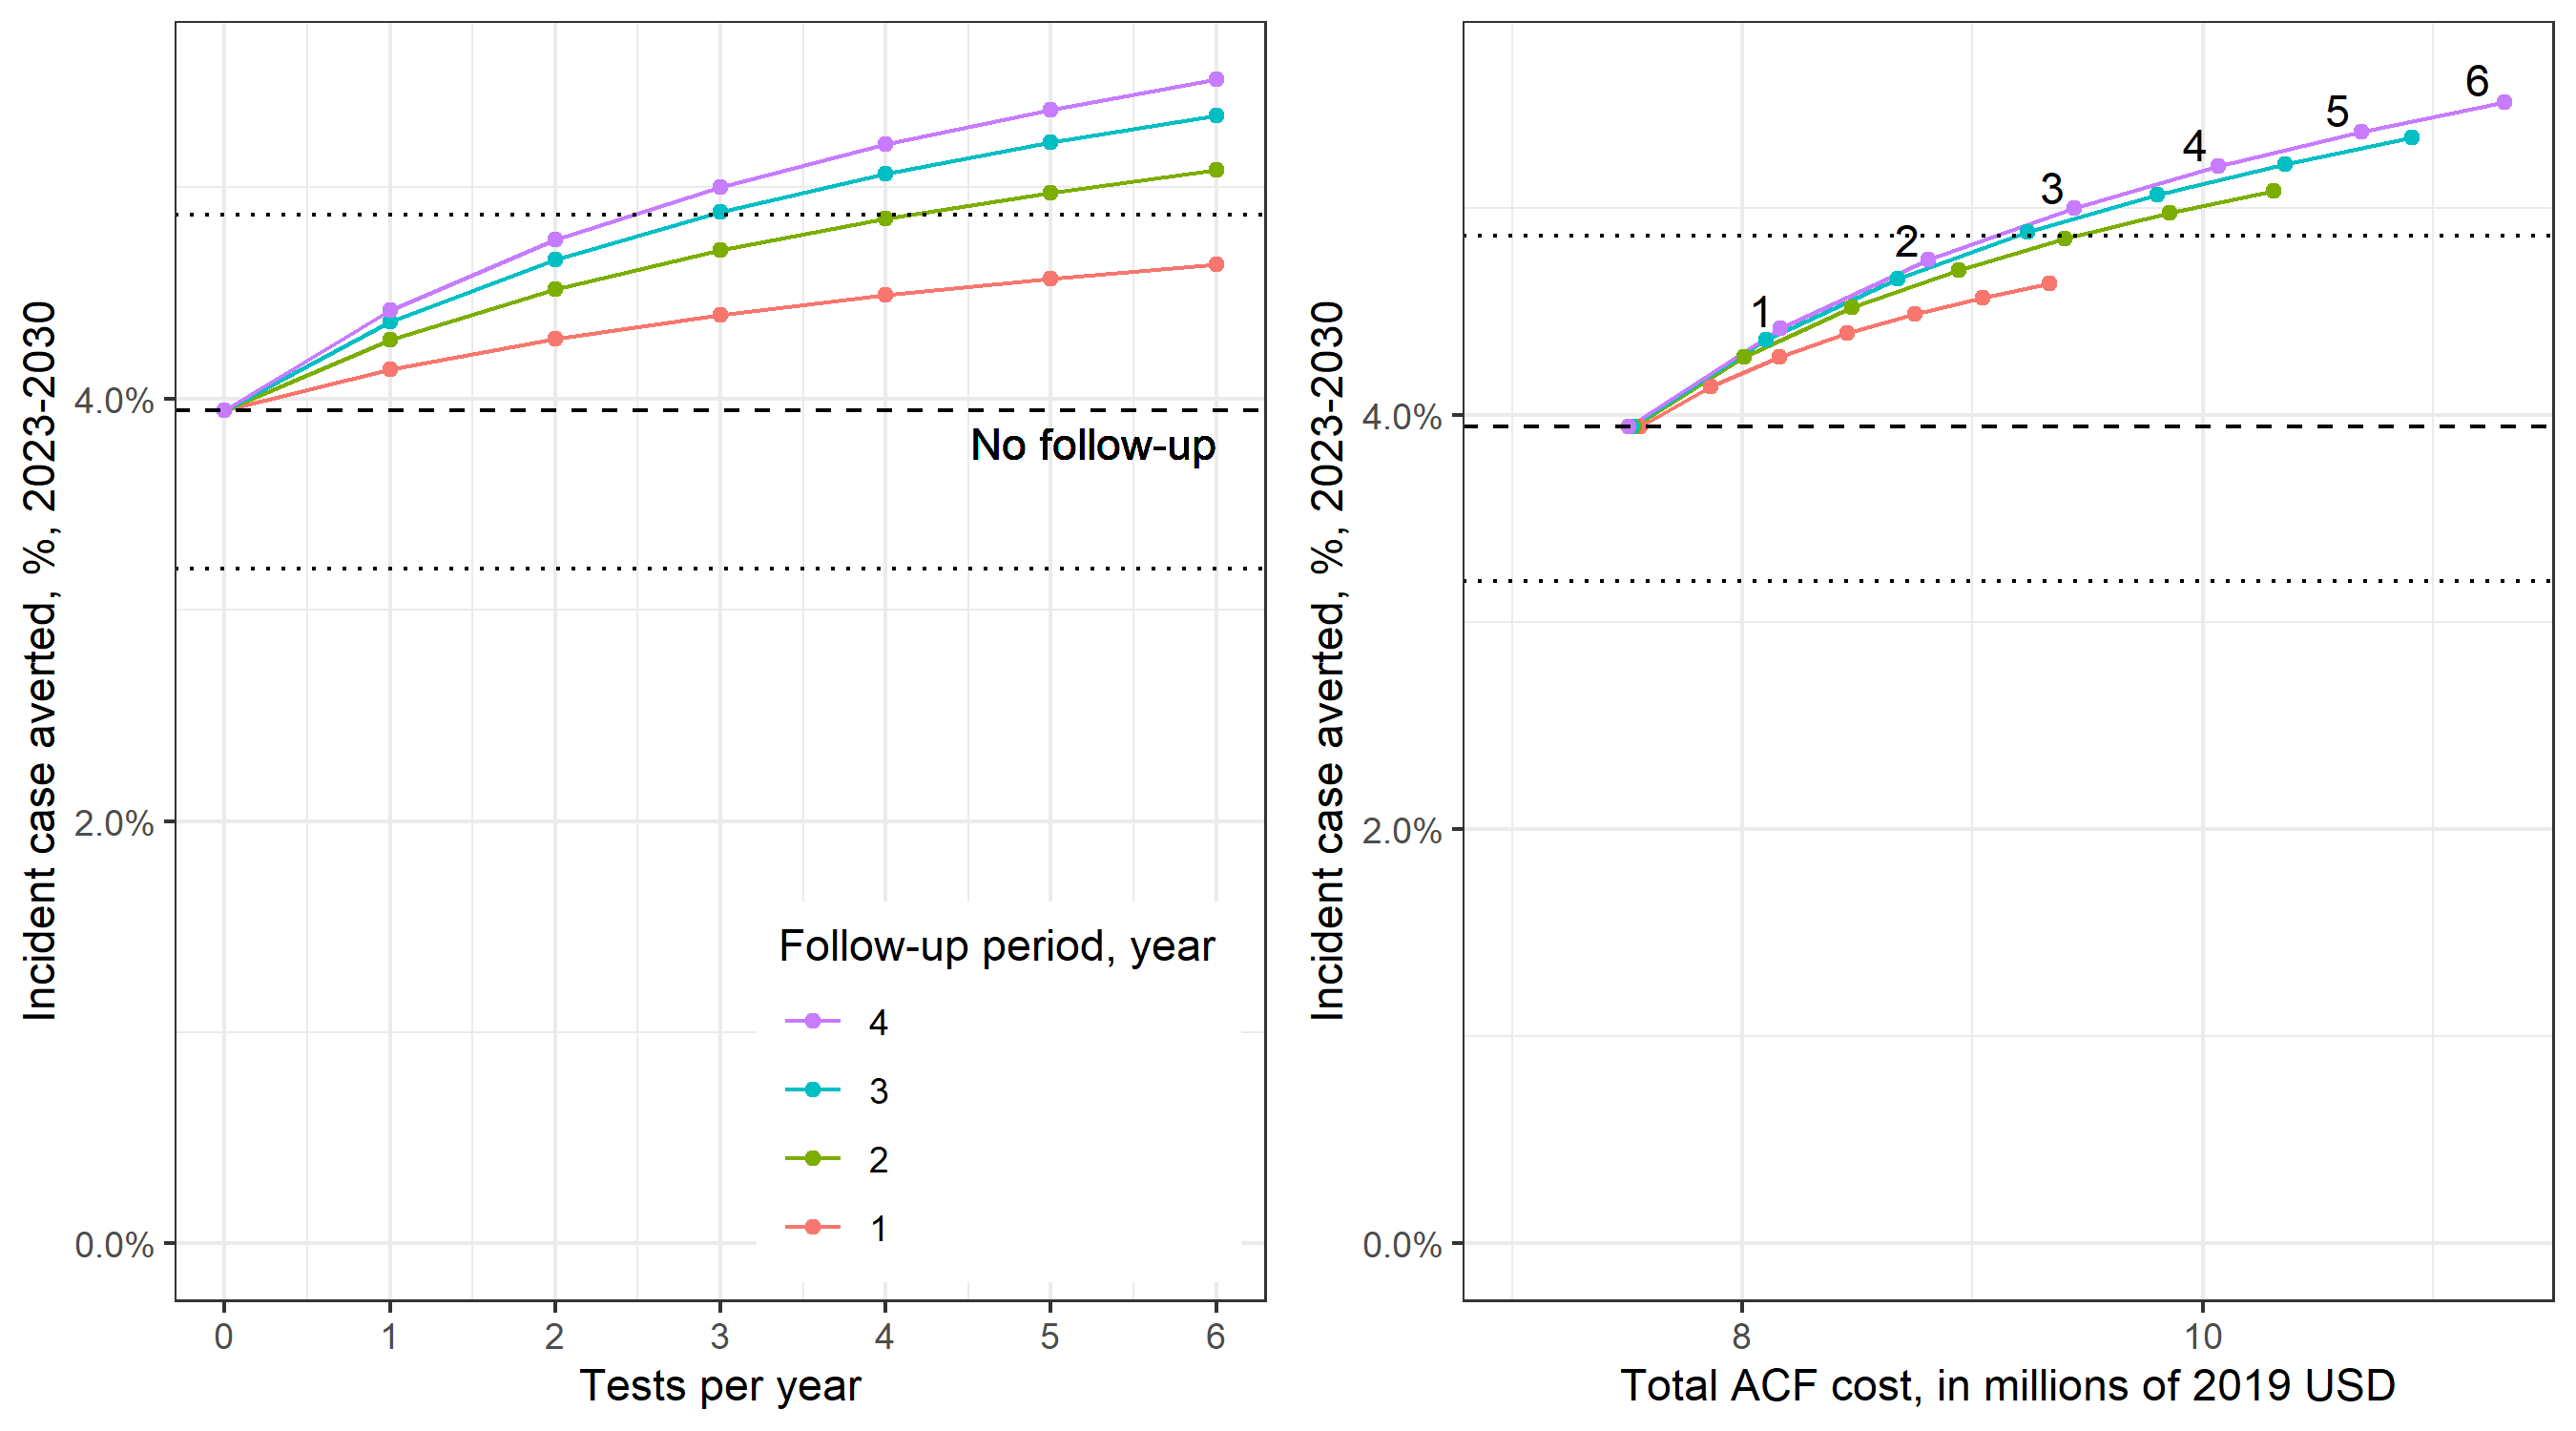 Incident case averted, %, 2023-2030
4.0%
2.0%
0.0%
No follow-up
Follow-up period, year
4
3
2
1
0 1 2 3 4 5 6
Tests per year
Incident case averted, %, 2023-2030
4.0%
2.0%
0.0%
1 2 3 4 5 6
8 10
Total ACF cost, in millions of 2019 USD